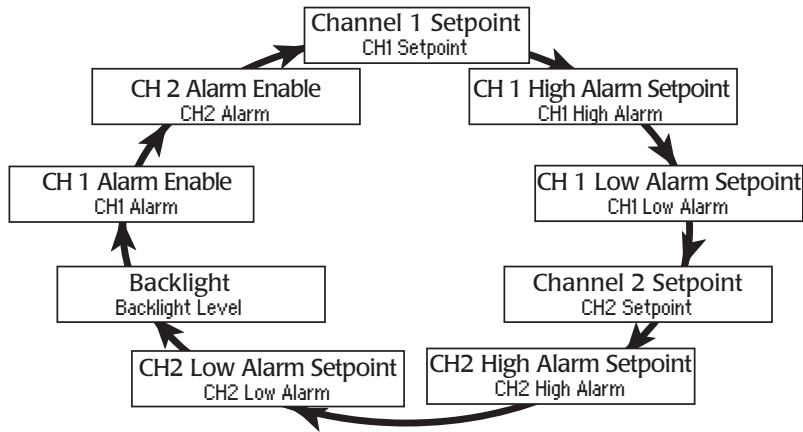 Channel 1 Setpoint
CH1 Setpoint
CH 1 High Alarm Setpoint
CH1 High Alarm
CH 1 Low Alarm Setpoint
CH1 Low Alarm
Channel 2 Setpoint
CH2 Setpoint
CH2 High Alarm Setpoint
CH2 High Alarm
CH2 Low Alarm Setpoint
CH2 Low Alarm
Backlight
Backlight Level
CH 1 Alarm Enable
CH1 Alarm
CH 2 Alarm Enable
CH2 Alarm